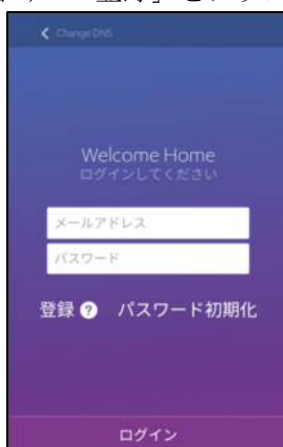 Change DNS
Welcome Home
ログインしてください
メールアドレス
パスワード
登録 ? パスワード初期化
ログイン